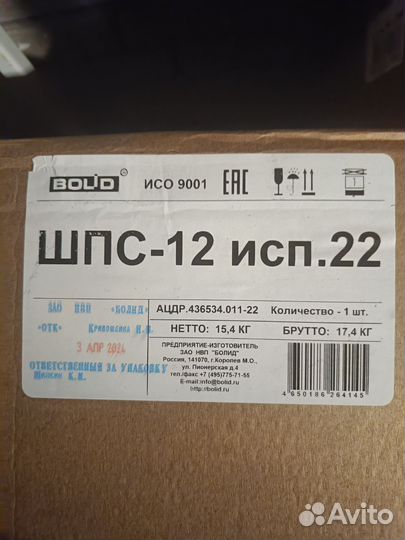 BOLID ® ИСО 9001 ЕАС
ШПС-12 исп.22
ЗАО НВП «БОЛИД»
«ОТК» Кривошеина Н.В.
3 АПР 2024
ОТВЕТСТВЕННЫЙ ЗА УПАКОВКУ
Шилкин К.И.
АЦДР.436534.011-22 Количество - 1 шт.
НЕТТО: 15,4 КГ БРУТТО: 17,4 КГ
ПРЕДПРИЯТИЕ-ИЗГОТОВИТЕЛЬ
ЗАО НВП "БОЛИД"
Россия, 141070, г.Королев М.О.,
ул. Пионерская д.4
тел./факс +7 (495)775-71-55
E-mail:info@bolid.ru
http://bolid.ru
4650186264145
Avito